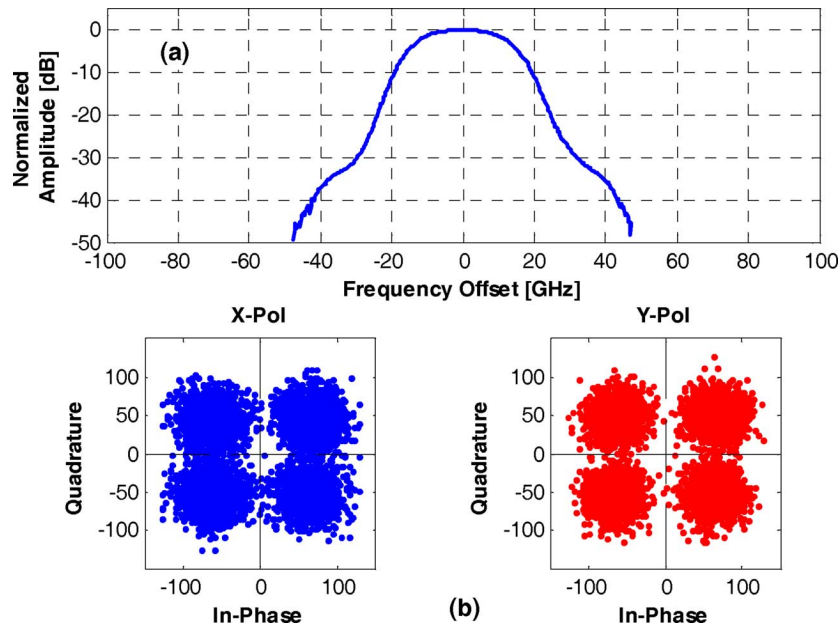 (a)
Normalized
Amplitude [dB]
0
-10
-20
-30
-40
-50
-100 -80 -60 -40 -20 0 20 40 60 80 100
Frequency Offset [GHz]
X-Pol
Y-Pol
Quadrature
100
50
0
-50
-100
-100 0 100
In-Phase
Quadrature
100
50
0
-50
-100
-100 0 100
In-Phase
(b)